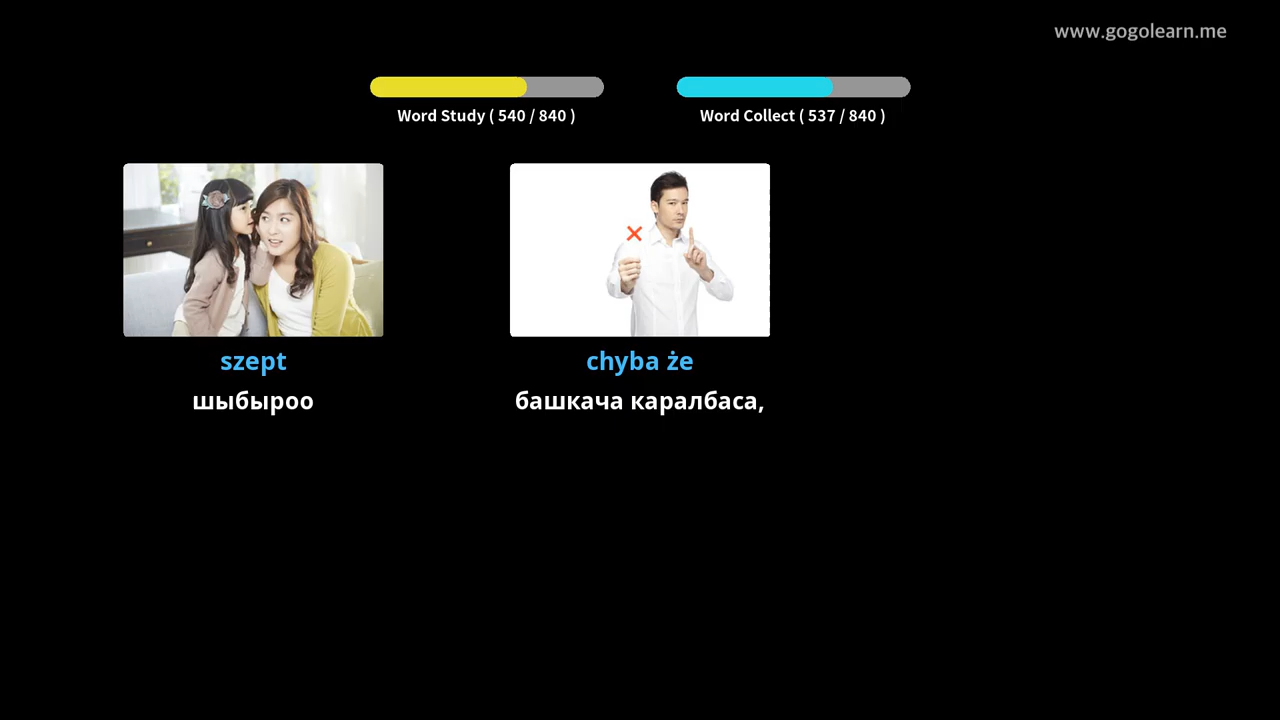 www.gogolearn.me
Word Study ( 540 / 840 )
Word Collect ( 537 / 840 )
szept
chyba że
шыбыроо
башкача каралбаса,